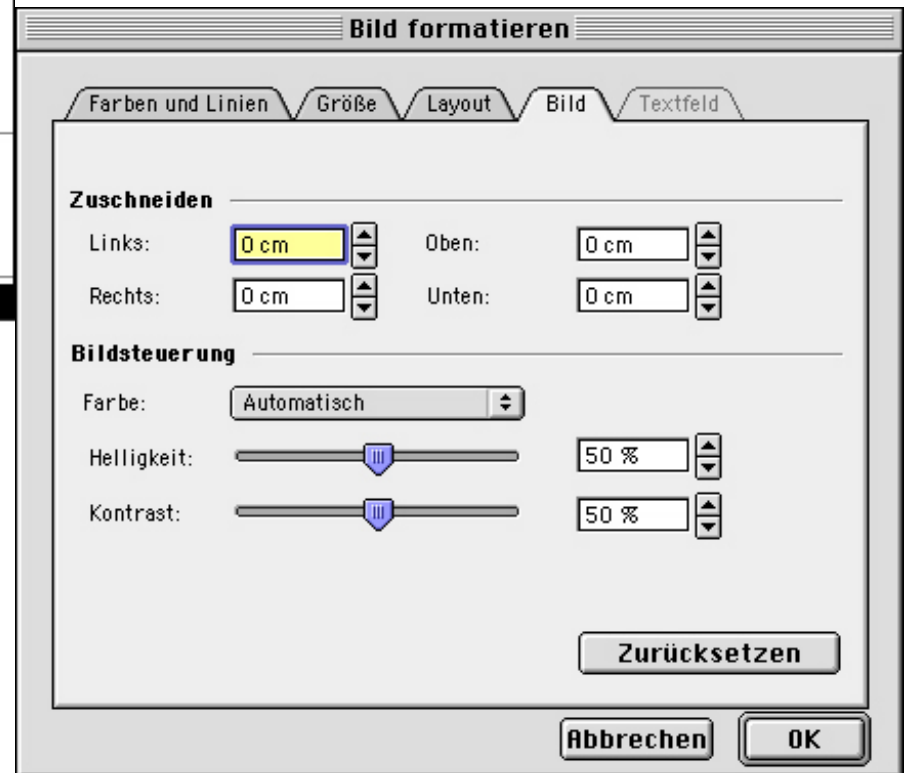 Bild formatieren
Farben und Linien Größe Layout Bild Textfeld
Zuschneiden
Links: 0 cm Oben: 0 cm
Rechts: 0 cm Unten: 0 cm
Bildsteuerung
Farbe: Automatisch
Helligkeit: 50 %
Kontrast: 50 %
Zurücksetzen
Abbrechen OK